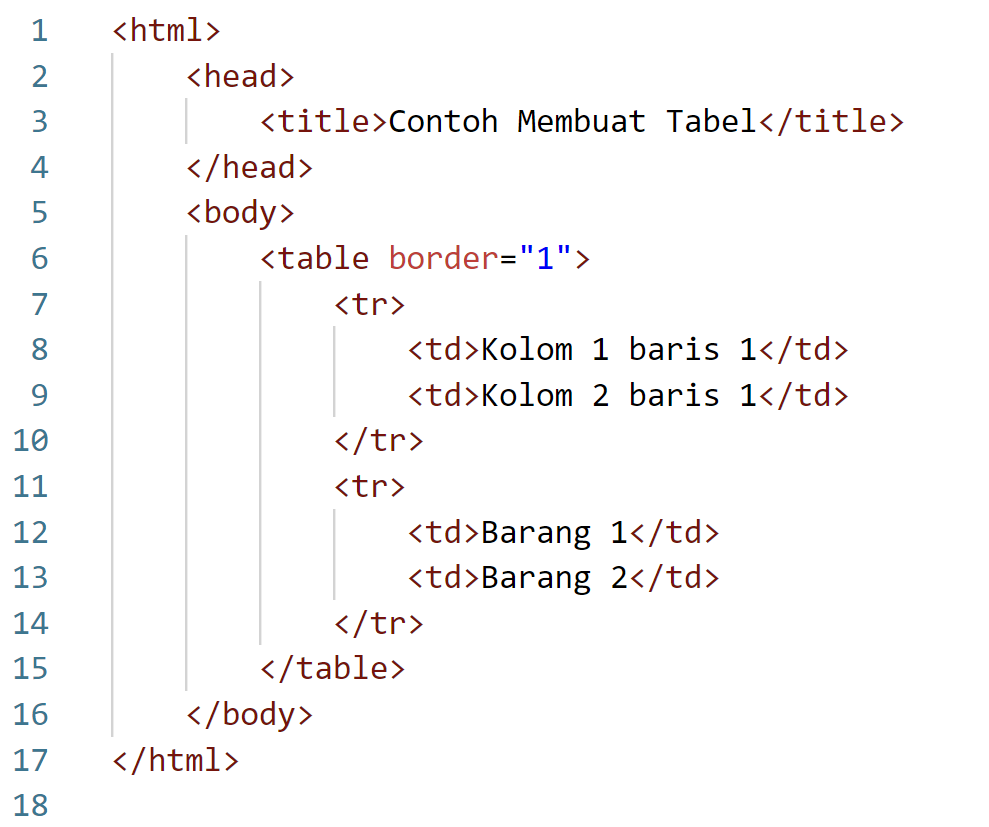 1 <html>
2     <head>
3         <title>Contoh Membuat Tabel</title>
4     </head>
5     <body>
6         <table border="1">
7             <tr>
8                 <td>Kolom 1 baris 1</td>
9                 <td>Kolom 2 baris 1</td>
10             </tr>
11             <tr>
12                 <td>Barang 1</td>
13                 <td>Barang 2</td>
14             </tr>
15         </table>
16     </body>
17 </html>
18